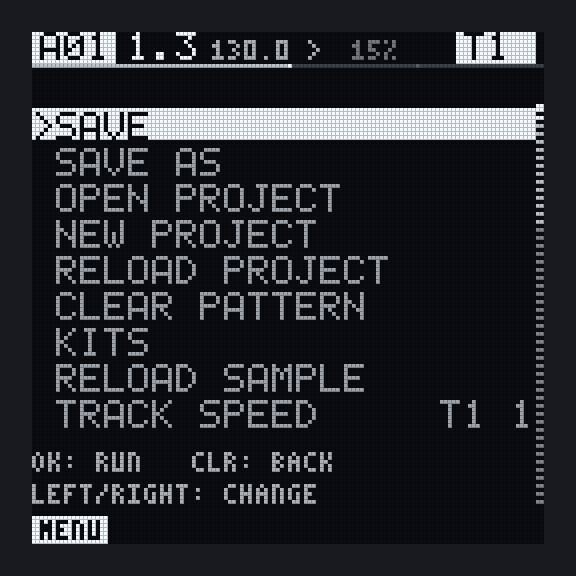 A01 1.3 130.0 > 15% T1
>SAVE
SAVE AS
OPEN PROJECT
NEW PROJECT
RELOAD PROJECT
CLEAR PATTERN
KITS
RELOAD SAMPLE
TRACK SPEED T1 1
OK: RUN CLR: BACK
LEFT/RIGHT: CHANGE
MENU